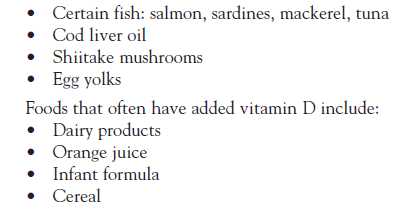 • Certain fish: salmon, sardines, mackerel, tuna
• Cod liver oil
• Shiitake mushrooms
• Egg yolks
Foods that often have added vitamin D include:
• Dairy products
• Orange juice
• Infant formula
• Cereal